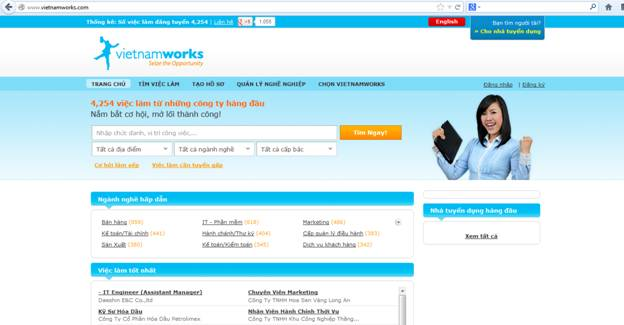 www.vietnamworks.com
Thống kê: Số việc làm đăng tuyển 4,254 | Liên hệ +1 1.055 English Bạn tìm người tài?
» Cho nhà tuyển dụng
vietnamworks
Seize the Opportunity
TRANG CHỦ TÌM VIỆC LÀM TẠO HỒ SƠ QUẢN LÝ NGHỀ NGHIỆP CHỌN VIETNAMWORKS Đăng nhập | Đăng ký
4,254 việc làm từ những công ty hàng đầu
Nắm bắt cơ hội, mở lối thành công!
Nhập chức danh, vị trí công việc,... Tìm Ngay!
Tất cả địa điểm Tất cả ngành nghề Tất cả cấp bậc
Cơ hội làm sếp Việc làm cần tuyển gấp
Ngành nghề hấp dẫn
Bán hàng IT - Phần mềm Marketing
Kế toán/Tài chính (441) Hành chánh/Thư ký (404) Cấp quản lý điều hành (383)
Sản Xuất (380) Kế toán/Kiểm toán (345) Dịch vụ khách hàng (342)
Nhà tuyển dụng hàng đầu
Xem tất cả
Việc làm tốt nhất
- IT Engineer (Assistant Manager) Chuyên Viên Marketing
Daeshin E&C Co.,ltd Công Ty TNHH Hoa Sen Vàng Long An
Kỹ Sư Hóa Dầu Nhân Viên Hành Chính Thời Vụ
Công Ty Cổ Phần Hóa Dầu Petrolimex Công Ty TNHH Khu Công Nghiệp Thăng...